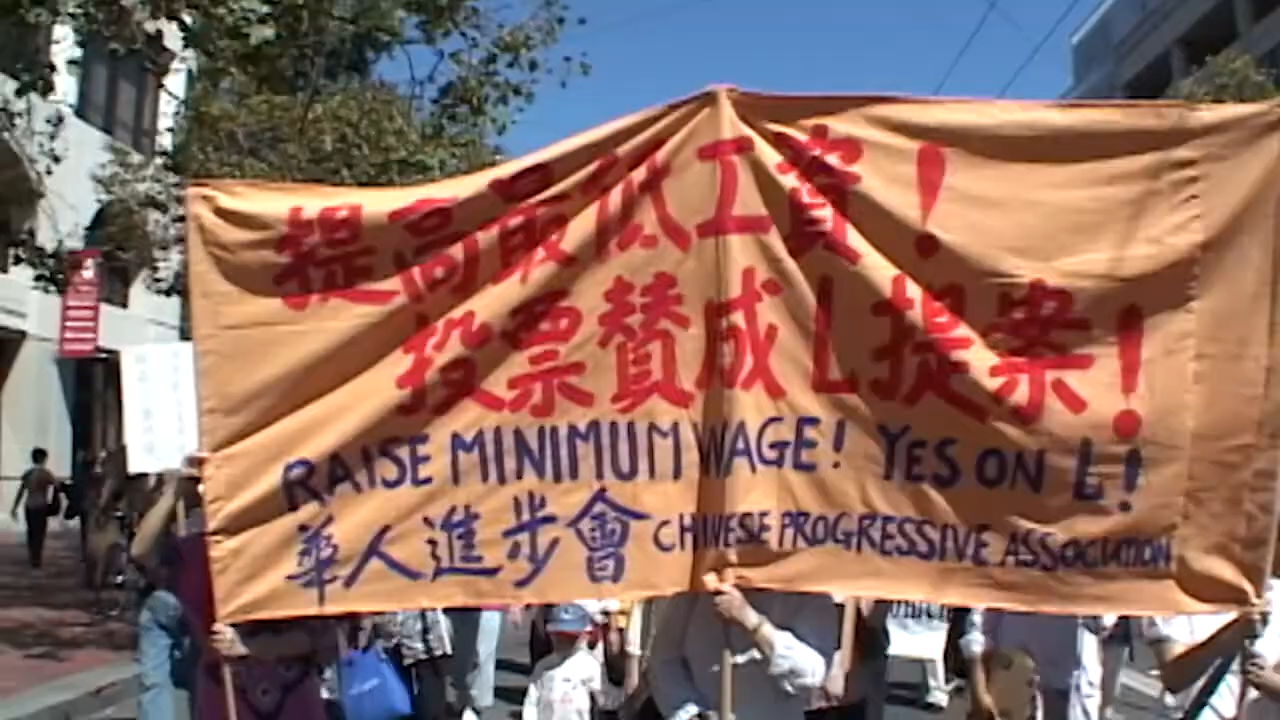 提高最低工資！
投票贊成L提案！
RAISE MINIMUM WAGE! YES ON L!
華人進步會 CHINESE PROGRESSIVE ASSOCIATION